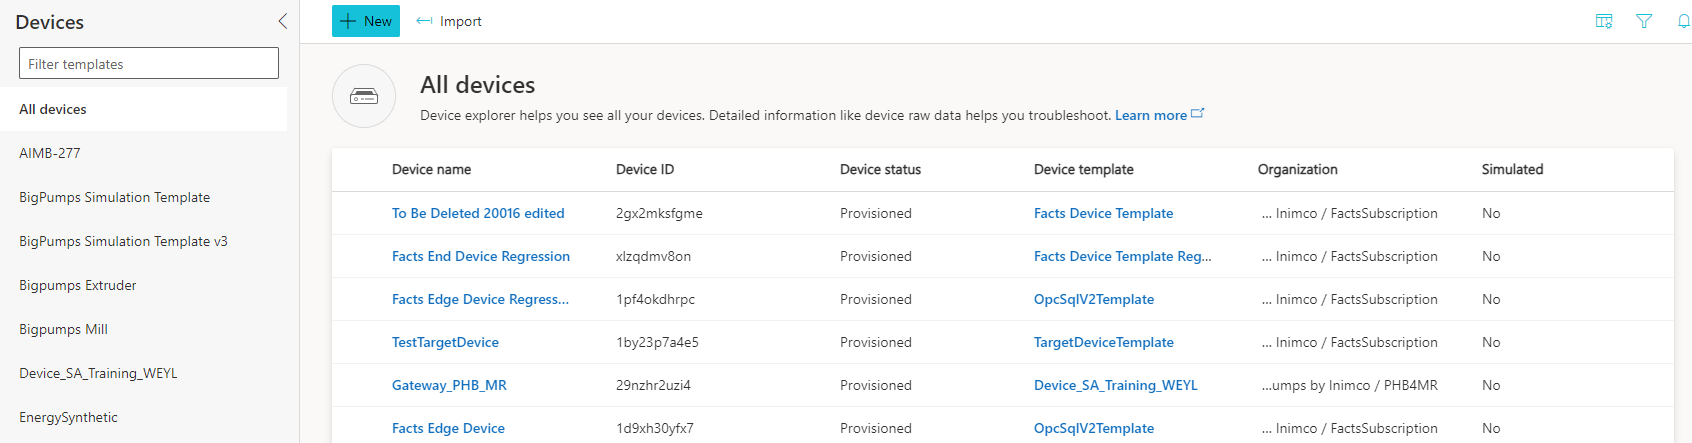 Devices
Filter templates
All devices
AIMB-277
BigPumps Simulation Template
BigPumps Simulation Template v3
Bigpumps Extruder
Bigpumps Mill
Device_SA_Training_WEYL
EnergySynthetic
New Import
All devices
Device explorer helps you see all your devices. Detailed information like device raw data helps you troubleshoot. Learn more
Device name Device ID Device status Device template Organization Simulated
To Be Deleted 20016 edited 2gx2mksfgme Provisioned Facts Device Template ... Inimco / FactsSubscription No
Facts End Device Regression xlzqdmv8on Provisioned Facts Device Template Reg... ... Inimco / FactsSubscription No
Facts Edge Device Regress... 1pf4okdhrpc Provisioned OpcSqlV2Template ... Inimco / FactsSubscription No
TestTargetDevice 1by23p7a4e5 Provisioned TargetDeviceTemplate ... Inimco / FactsSubscription No
Gateway_PHB_MR 29nzhr2uzi4 Provisioned Device_SA_Training_WEYL ...umps by Inimco / PHB4MR No
Facts Edge Device 1d9xh30yfx7 Provisioned OpcSqlV2Template ... Inimco / FactsSubscription No